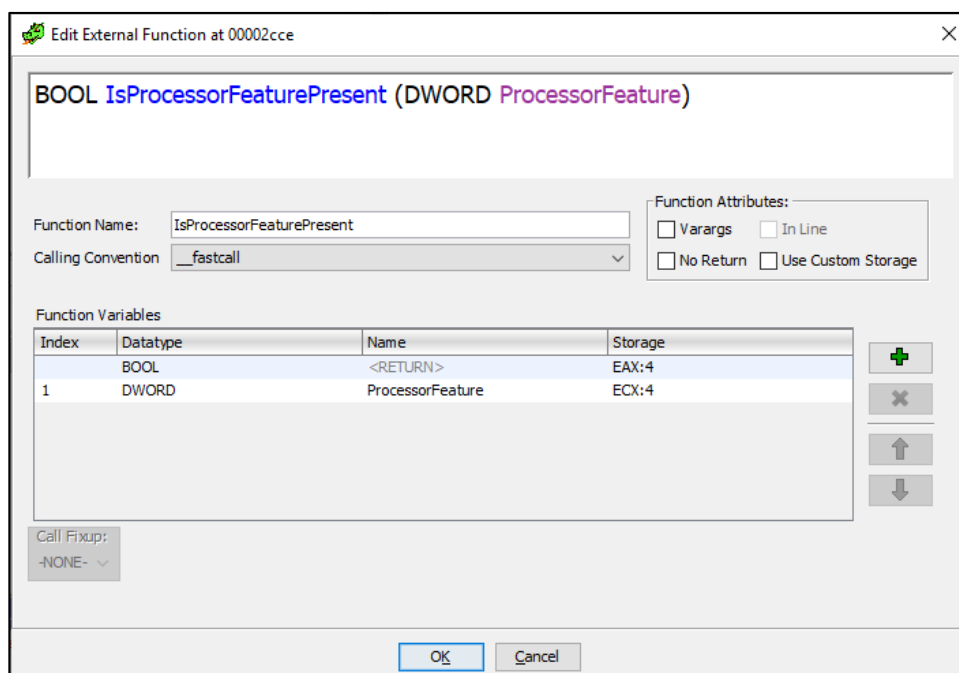 Edit External Function at 00002cce
BOOL IsProcessorFeaturePresent (DWORD ProcessorFeature)
Function Name: IsProcessorFeaturePresent
Calling Convention __fastcall
Function Attributes:
Varargs In Line
No Return Use Custom Storage
Function Variables
Index Datatype Name Storage
BOOL <RETURN> EAX:4
1 DWORD ProcessorFeature ECX:4
Call Fixup:
-NONE-
OK Cancel